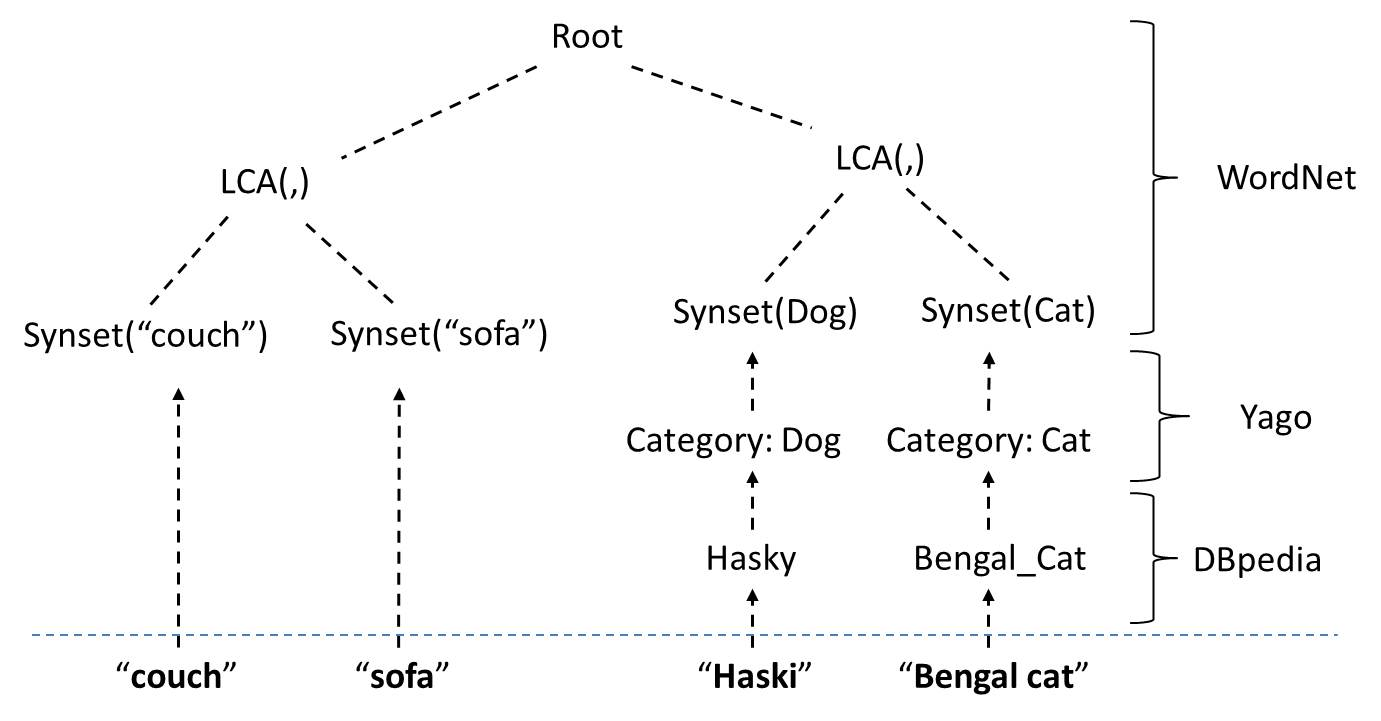 Root
LCA(,)
LCA(,)
WordNet
Synset(“couch”)
Synset(“sofa”)
Synset(Dog)
Synset(Cat)
Category: Dog
Category: Cat
Yago
Hasky
Bengal_Cat
DBpedia
“couch”
“sofa”
“Haski”
“Bengal cat”